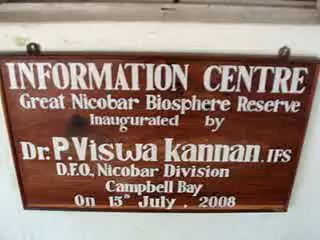 INFORMATION CENTRE
Great Nicobar Biosphere Reserve
Inaugurated by
Dr. P. Viswa Kannan, IFS
D.F.O., Nicobar Division
Campbell Bay
On 15th July, 2008